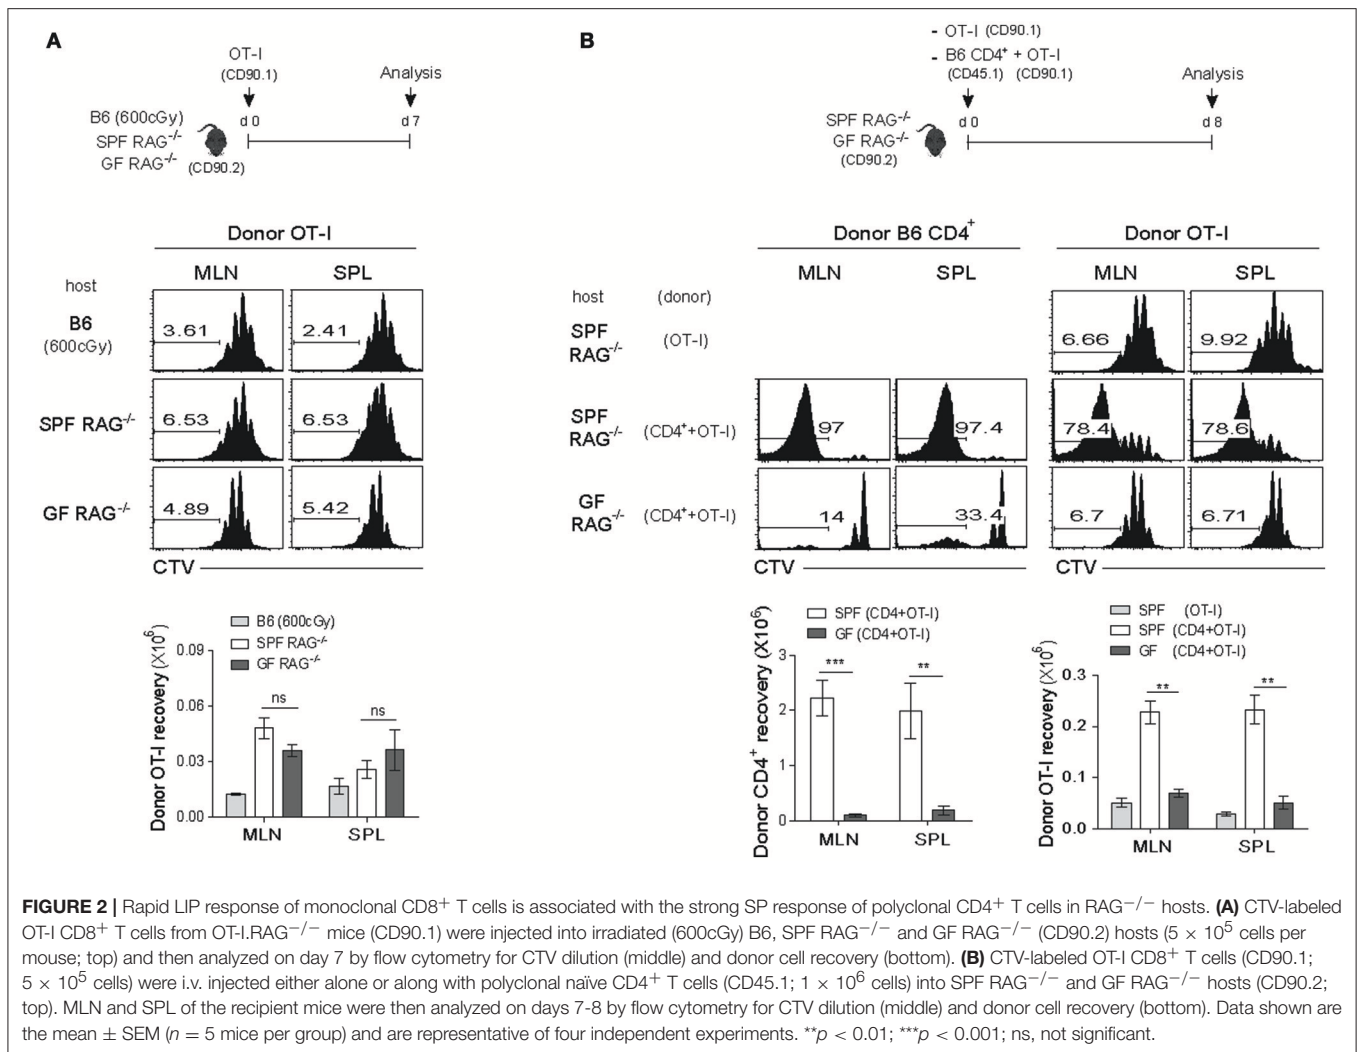 A
OT-I
(CD90.1)
Analysis
B6 (600cGy)
SPF RAG-/-
GF RAG-/-
(CD90.2)
d 0
d 7
Donor OT-I
MLN SPL
host
B6
(600cGy)
3.61 2.41
SPF RAG-/- 6.53 6.53
GF RAG-/- 4.89 5.42
CTV
B6 (600cGy)
SPF RAG-/-
GF RAG-/-
Donor OT-I recovery (X10^6)
0.09
0.06
0.03
0.00
ns
ns
MLN SPL
B
- OT-I (CD90.1)
- B6 CD4+ + OT-I
(CD45.1) (CD90.1)
Analysis
SPF RAG-/-
GF RAG-/-
(CD90.2)
d 0
d 8
Donor B6 CD4+ Donor OT-I
MLN SPL MLN SPL
host (donor)
SPF
RAG-/-
(OT-I)
6.66 9.92
SPF
RAG-/-
(CD4++OT-I)
97 97.4 78.4 78.6
GF
RAG-/-
(CD4++OT-I)
14 33.4 6.7 6.71
CTV CTV
SPF (CD4+OT-I)
GF (CD4+OT-I)
Donor CD4+ recovery (X10^6)
3
2
1
0
***
**
MLN SPL
SPF (OT-I)
SPF (CD4+OT-I)
GF (CD4+OT-I)
Donor OT-I recovery (X10^6)
0.3
0.2
0.1
0.0
**
**
MLN SPL
FIGURE 2 | Rapid LIP response of monoclonal CD8+ T cells is associated with the strong SP response of polyclonal CD4+ T cells in RAG−/− hosts. (A) CTV-labeled
OT-I CD8+ T cells from OT-I.RAG−/− mice (CD90.1) were injected into irradiated (600cGy) B6, SPF RAG−/− and GF RAG−/− (CD90.2) hosts (5 × 10^5 cells per
mouse; top) and then analyzed on day 7 by flow cytometry for CTV dilution (middle) and donor cell recovery (bottom). (B) CTV-labeled OT-I CD8+ T cells (CD90.1;
5 × 10^5 cells) were i.v. injected either alone or along with polyclonal naïve CD4+ T cells (CD45.1; 1 × 10^6 cells) into SPF RAG−/− and GF RAG−/− hosts (CD90.2;
top). MLN and SPL of the recipient mice were then analyzed on days 7-8 by flow cytometry for CTV dilution (middle) and donor cell recovery (bottom). Data shown are
the mean ± SEM (n = 5 mice per group) and are representative of four independent experiments. **p < 0.01; ***p < 0.001; ns, not significant.